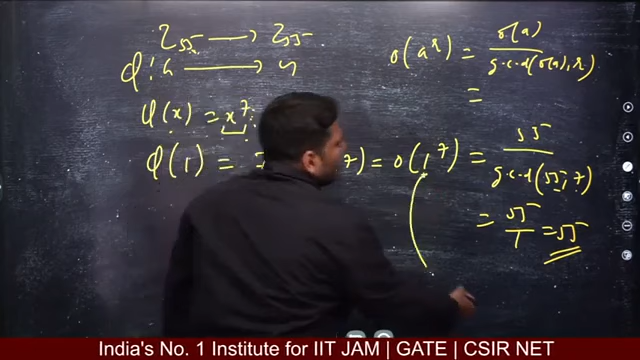 Z₅₅ ⟶ Z₅₅
φ: G ⟶ G
φ(x) = x⁷
φ(1) = 7) = o(1⁷) = 55 / g.c.d(55, 7)
= 55 / 1 = 55
o(aʳ) = o(a) / g.c.d(o(a), r)
=
India's No. 1 Institute for IIT JAM | GATE | CSIR NET